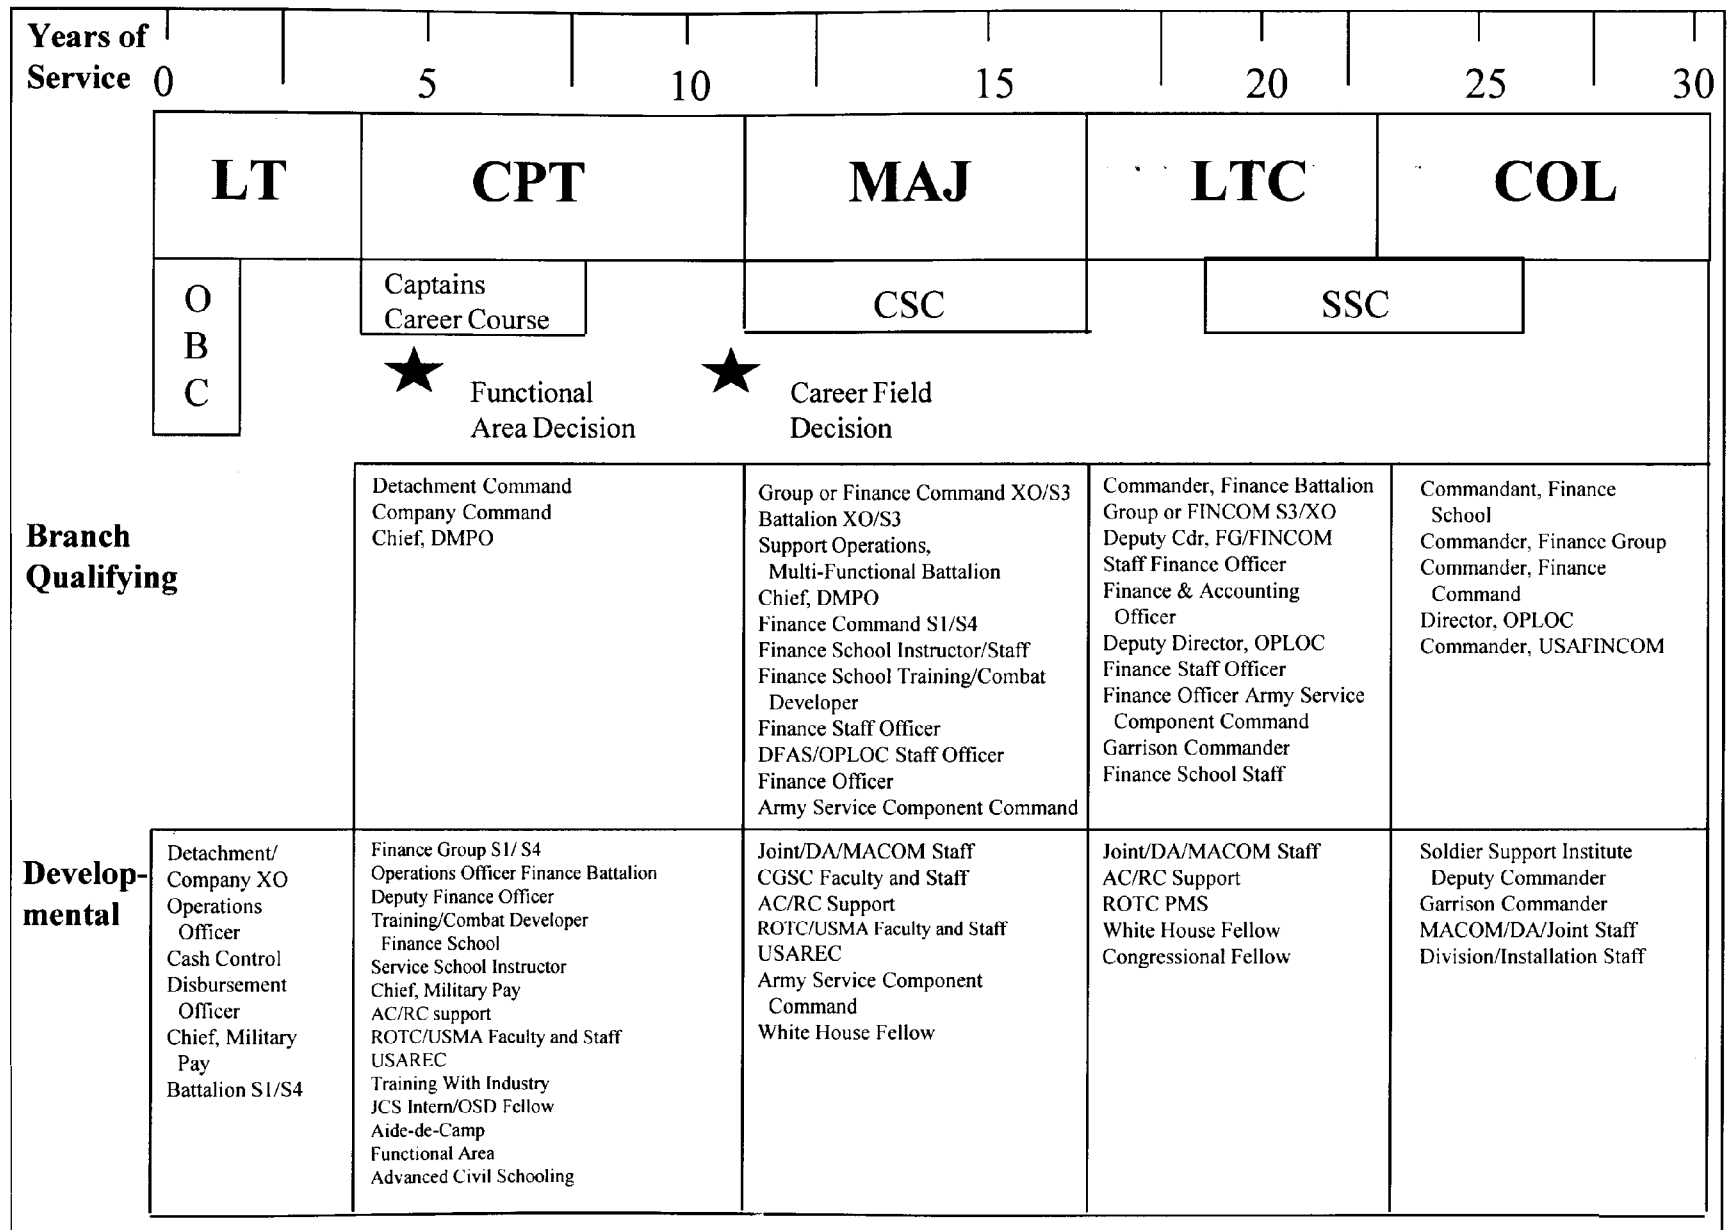 Years of
Service 0 5 10 15 20 25 30
LT CPT MAJ LTC COL
O
B
C
Captains
Career Course
CSC
SSC
Functional
Area Decision
Career Field
Decision
Branch
Qualifying
Detachment Command
Company Command
Chief, DMPO
Group or Finance Command XO/S3
Battalion XO/S3
Support Operations,
Multi-Functional Battalion
Chief, DMPO
Finance Command S1/S4
Finance School Instructor/Staff
Finance School Training/Combat
Developer
Finance Staff Officer
DFAS/OPLOC Staff Officer
Finance Officer
Army Service Component Command
Commander, Finance Battalion
Group or FINCOM S3/XO
Deputy Cdr, FG/FINCOM
Staff Finance Officer
Finance & Accounting
Officer
Deputy Director, OPLOC
Finance Staff Officer
Finance Officer Army Service
Component Command
Garrison Commander
Finance School Staff
Commandant, Finance
School
Commander, Finance Group
Commander, Finance
Command
Director, OPLOC
Commander, USAFINCOM
Develop-
mental
Detachment/
Company XO
Operations
Officer
Cash Control
Disbursement
Officer
Chief, Military
Pay
Battalion S1/S4
Finance Group S1/ S4
Operations Officer Finance Battalion
Deputy Finance Officer
Training/Combat Developer
Finance School
Service School Instructor
Chief, Military Pay
AC/RC support
ROTC/USMA Faculty and Staff
USAREC
Training With Industry
JCS Intern/OSD Fellow
Aide-de-Camp
Functional Area
Advanced Civil Schooling
Joint/DA/MACOM Staff
CGSC Faculty and Staff
AC/RC Support
ROTC/USMA Faculty and Staff
USAREC
Army Service Component
Command
White House Fellow
Joint/DA/MACOM Staff
AC/RC Support
ROTC PMS
White House Fellow
Congressional Fellow
Soldier Support Institute
Deputy Commander
Garrison Commander
MACOM/DA/Joint Staff
Division/Installation Staff